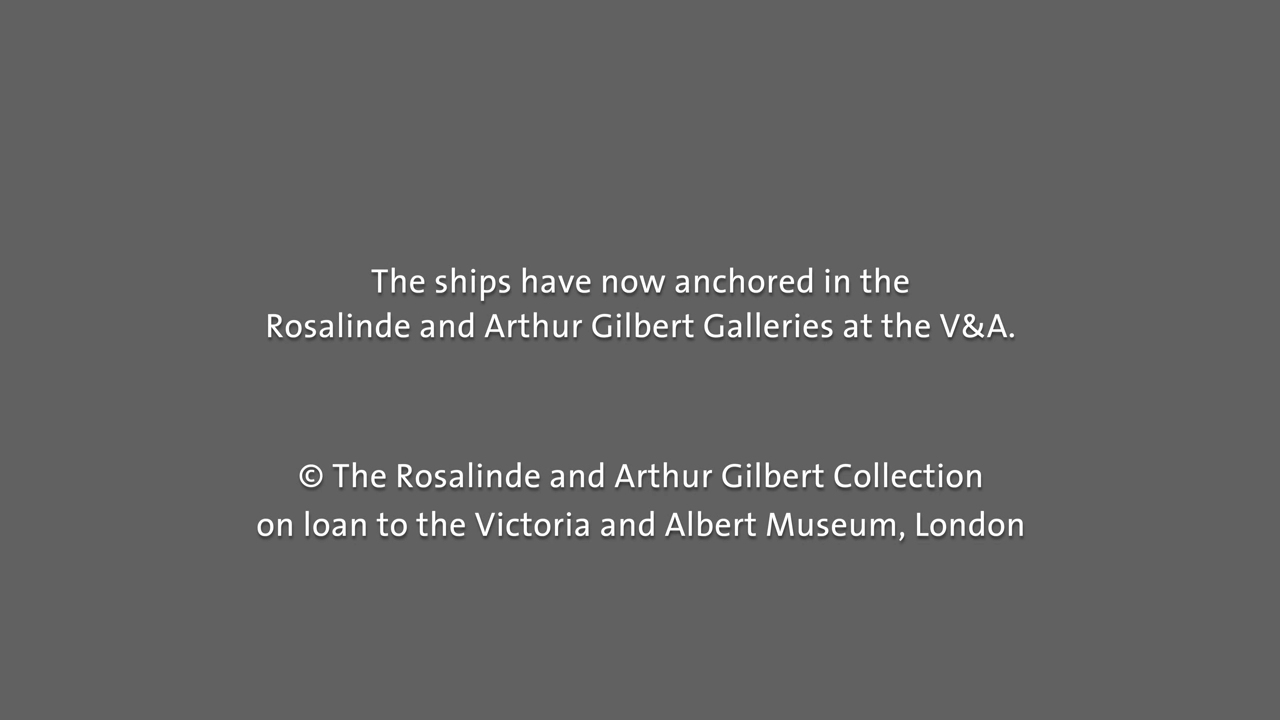 The ships have now anchored in the
Rosalinde and Arthur Gilbert Galleries at the V&A.
© The Rosalinde and Arthur Gilbert Collection
on loan to the Victoria and Albert Museum, London